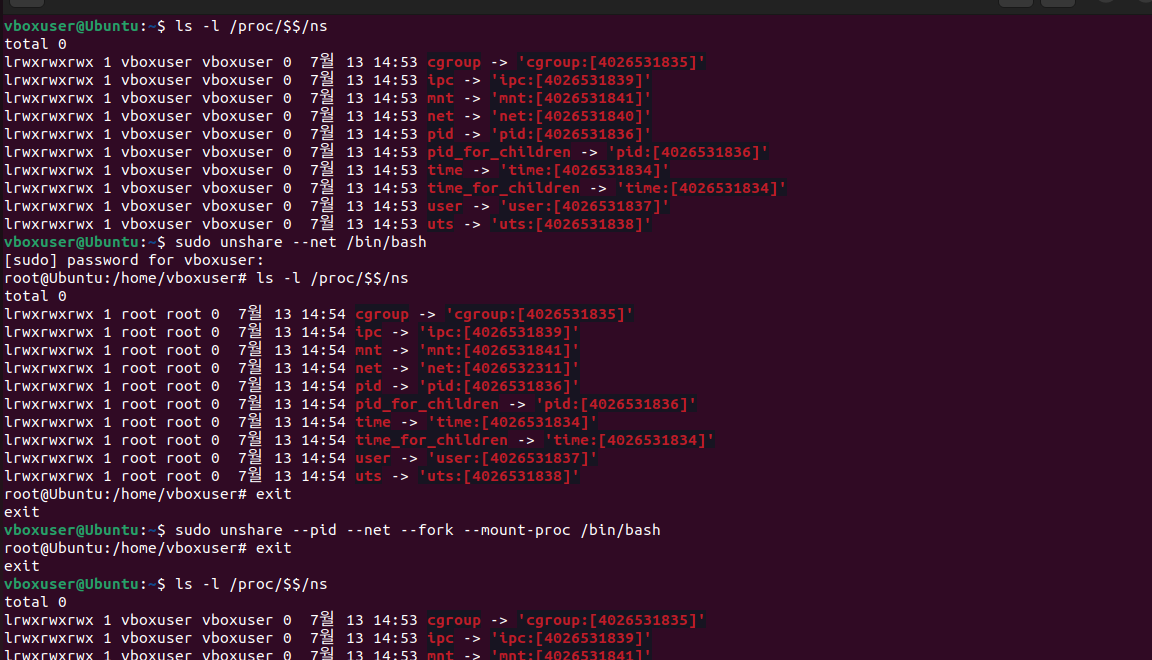 vboxuser@Ubuntu:~$ ls -l /proc/$$/ns
total 0
lrwxrwxrwx 1 vboxuser vboxuser 0  7월 13 14:53 cgroup -> 'cgroup:[4026531835]'
lrwxrwxrwx 1 vboxuser vboxuser 0  7월 13 14:53 ipc -> 'ipc:[4026531839]'
lrwxrwxrwx 1 vboxuser vboxuser 0  7월 13 14:53 mnt -> 'mnt:[4026531841]'
lrwxrwxrwx 1 vboxuser vboxuser 0  7월 13 14:53 net -> 'net:[4026531840]'
lrwxrwxrwx 1 vboxuser vboxuser 0  7월 13 14:53 pid -> 'pid:[4026531836]'
lrwxrwxrwx 1 vboxuser vboxuser 0  7월 13 14:53 pid_for_children -> 'pid:[4026531836]'
lrwxrwxrwx 1 vboxuser vboxuser 0  7월 13 14:53 time -> 'time:[4026531834]'
lrwxrwxrwx 1 vboxuser vboxuser 0  7월 13 14:53 time_for_children -> 'time:[4026531834]'
lrwxrwxrwx 1 vboxuser vboxuser 0  7월 13 14:53 user -> 'user:[4026531837]'
lrwxrwxrwx 1 vboxuser vboxuser 0  7월 13 14:53 uts -> 'uts:[4026531838]'
vboxuser@Ubuntu:~$ sudo unshare --net /bin/bash
[sudo] password for vboxuser:
root@Ubuntu:/home/vboxuser# ls -l /proc/$$/ns
total 0
lrwxrwxrwx 1 root root 0  7월 13 14:54 cgroup -> 'cgroup:[4026531835]'
lrwxrwxrwx 1 root root 0  7월 13 14:54 ipc -> 'ipc:[4026531839]'
lrwxrwxrwx 1 root root 0  7월 13 14:54 mnt -> 'mnt:[4026531841]'
lrwxrwxrwx 1 root root 0  7월 13 14:54 net -> 'net:[4026532311]'
lrwxrwxrwx 1 root root 0  7월 13 14:54 pid -> 'pid:[4026531836]'
lrwxrwxrwx 1 root root 0  7월 13 14:54 pid_for_children -> 'pid:[4026531836]'
lrwxrwxrwx 1 root root 0  7월 13 14:54 time -> 'time:[4026531834]'
lrwxrwxrwx 1 root root 0  7월 13 14:54 time_for_children -> 'time:[4026531834]'
lrwxrwxrwx 1 root root 0  7월 13 14:54 user -> 'user:[4026531837]'
lrwxrwxrwx 1 root root 0  7월 13 14:54 uts -> 'uts:[4026531838]'
root@Ubuntu:/home/vboxuser# exit
exit
vboxuser@Ubuntu:~$ sudo unshare --pid --net --fork --mount-proc /bin/bash
root@Ubuntu:/home/vboxuser# exit
exit
vboxuser@Ubuntu:~$ ls -l /proc/$$/ns
total 0
lrwxrwxrwx 1 vboxuser vboxuser 0  7월 13 14:53 cgroup -> 'cgroup:[4026531835]'
lrwxrwxrwx 1 vboxuser vboxuser 0  7월 13 14:53 ipc -> 'ipc:[4026531839]'
lrwxrwxrwx 1 vboxuser vboxuser 0  7월 13 14:53 mnt -> 'mnt:[4026531841]'